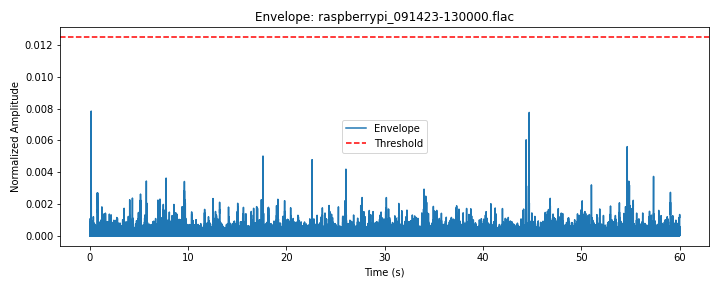 Envelope: raspberrypi_091423-130000.flac
Normalized Amplitude
0.012
0.010
0.008
0.006
0.004
0.002
0.000
Envelope
Threshold
0 10 20 30 40 50 60
Time (s)